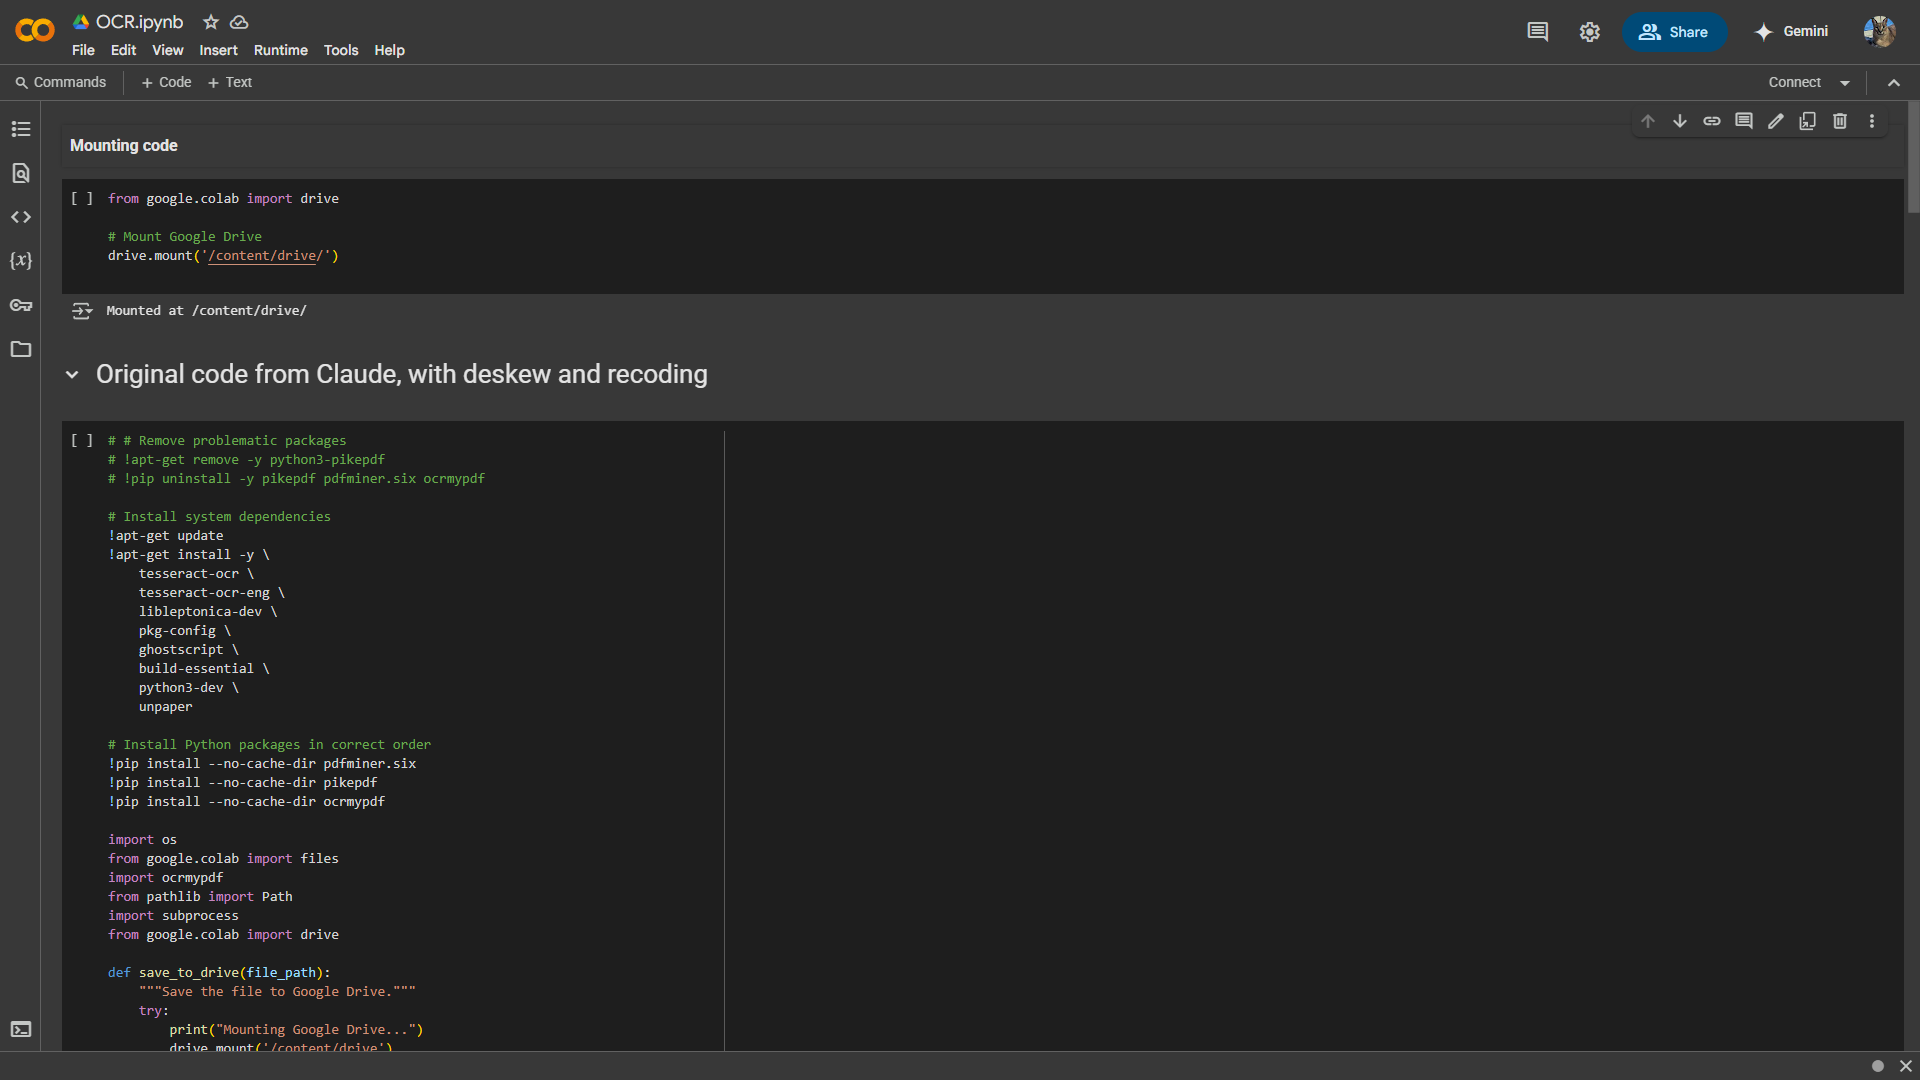 OCR.ipynb
File Edit View Insert Runtime Tools Help
Share
Gemini
Commands + Code + Text
Connect
Mounting code
[ ] from google.colab import drive
# Mount Google Drive
drive.mount('/content/drive/')
Mounted at /content/drive/
Original code from Claude, with deskew and recoding
[ ] # # Remove problematic packages
# !apt-get remove -y python3-pikepdf
# !pip uninstall -y pikepdf pdfminer.six ocrmypdf
# Install system dependencies
!apt-get update
!apt-get install -y \
tesseract-ocr \
tesseract-ocr-eng \
libleptonica-dev \
pkg-config \
ghostscript \
build-essential \
python3-dev \
unpaper
# Install Python packages in correct order
!pip install --no-cache-dir pdfminer.six
!pip install --no-cache-dir pikepdf
!pip install --no-cache-dir ocrmypdf
import os
from google.colab import files
import ocrmypdf
from pathlib import Path
import subprocess
from google.colab import drive
def save_to_drive(file_path):
"""Save the file to Google Drive."""
try:
print("Mounting Google Drive...")
drive.mount('/content/drive')